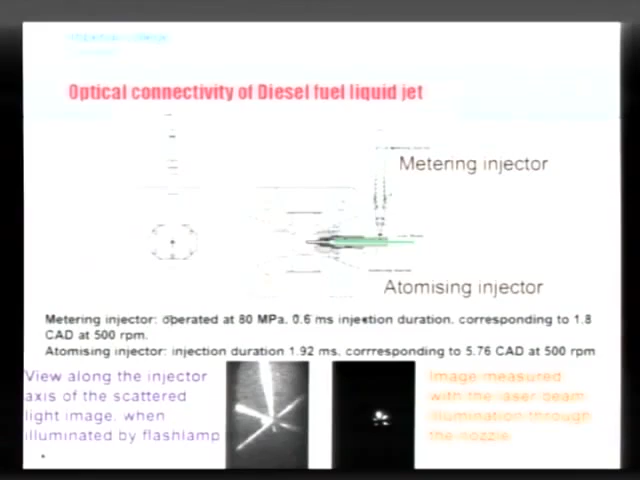 Optical connectivity of Diesel fuel liquid jet
Metering injector
Atomising injector
Metering injector: operated at 80 MPa, 0.6 ms injection duration, corresponding to 1.8
CAD at 500 rpm.
Atomising injector: injection duration 1.92 ms, corrresponding to 5.76 CAD at 500 rpm
View along the injector
axis of the scattered
light image, when
illuminated by flashlamp
Image measured
with the laser beam
illumination through
the nozzle